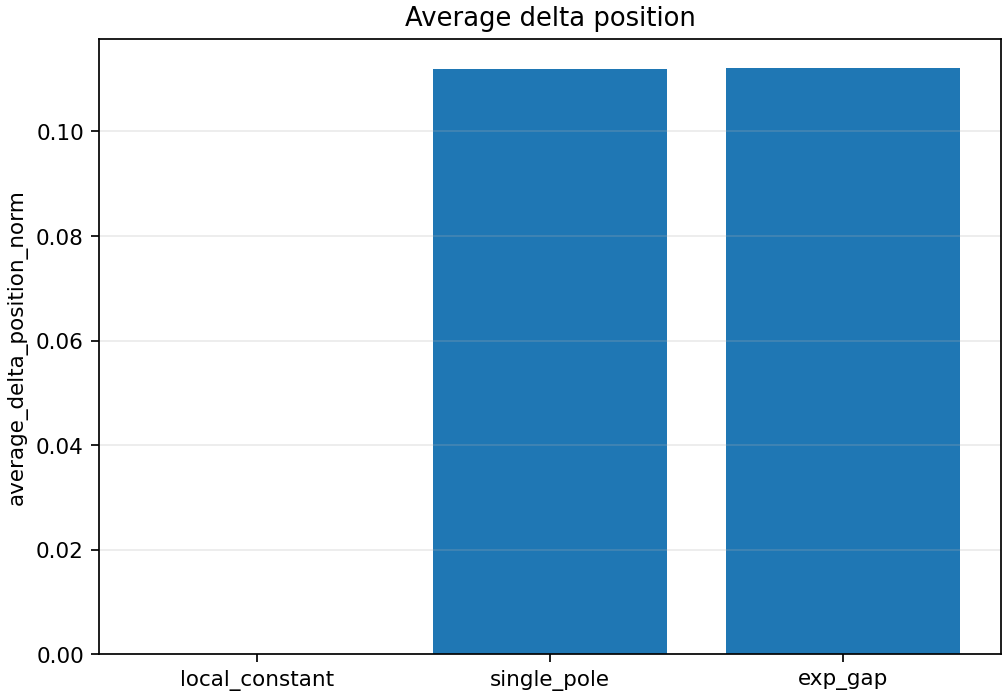 Average delta position
average_delta_position_norm
0.10
0.08
0.06
0.04
0.02
0.00
local_constant single_pole exp_gap